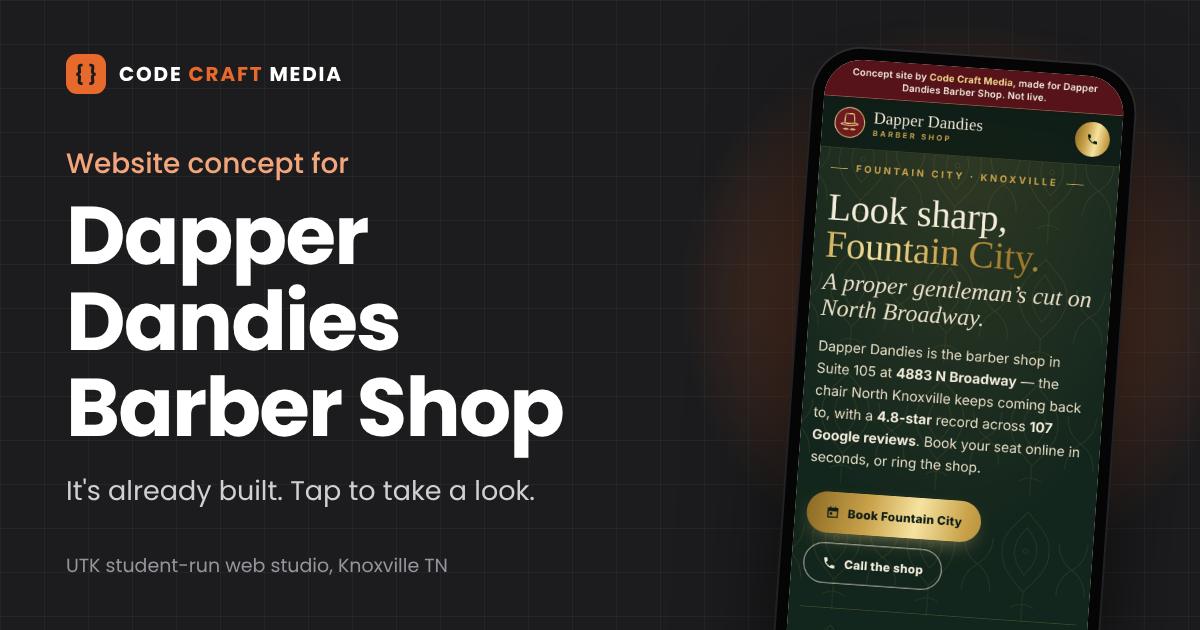 { } CODE CRAFT MEDIA
Website concept for
Dapper
Dandies
Barber Shop
It's already built. Tap to take a look.
UTK student-run web studio, Knoxville TN
Concept site by Code Craft Media, made for Dapper
Dandies Barber Shop. Not live.
Dapper Dandies
BARBER SHOP
FOUNTAIN CITY · KNOXVILLE
Look sharp,
Fountain City.
A proper gentleman’s cut on
North Broadway.
Dapper Dandies is the barber shop in
Suite 105 at 4883 N Broadway — the
chair North Knoxville keeps coming back
to, with a 4.8-star record across 107
Google reviews. Book your seat online in
seconds, or ring the shop.
Book Fountain City
Call the shop